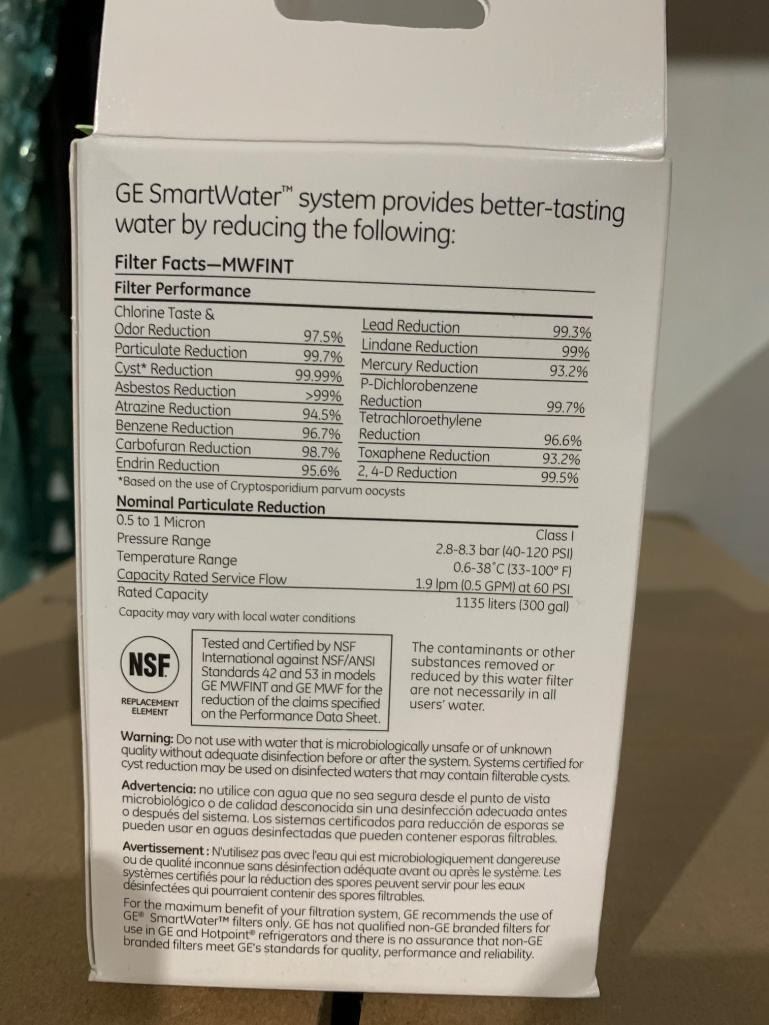 GE SmartWater™ system provides better-tasting
water by reducing the following:
Filter Facts—MWFINT
Filter Performance
Chlorine Taste &
Odor Reduction 97.5%
Particulate Reduction 99.7%
Cyst* Reduction 99.99%
Asbestos Reduction >99%
Atrazine Reduction 94.5%
Benzene Reduction 96.7%
Carbofuran Reduction 98.7%
Endrin Reduction 95.6%
Lead Reduction 99.3%
Lindane Reduction 99%
Mercury Reduction 93.2%
P-Dichlorobenzene
Reduction 99.7%
Tetrachloroethylene
Reduction 96.6%
Toxaphene Reduction 93.2%
2, 4-D Reduction 99.5%
*Based on the use of Cryptosporidium parvum oocysts
Nominal Particulate Reduction
0.5 to 1 Micron Class I
Pressure Range 2.8-8.3 bar (40-120 PSI)
Temperature Range 0.6-38˚C (33-100° F)
Capacity Rated Service Flow 1.9 lpm (0.5 GPM) at 60 PSI
Rated Capacity 1135 liters (300 gal)
Capacity may vary with local water conditions
NSF.
REPLACEMENT
ELEMENT
Tested and Certified by NSF
International against NSF/ANSI
Standards 42 and 53 in models
GE MWFINT and GE MWF for the
reduction of the claims specified
on the Performance Data Sheet.
The contaminants or other
substances removed or
reduced by this water filter
are not necessarily in all
users' water.
Warning: Do not use with water that is microbiologically unsafe or of unknown
quality without adequate disinfection before or after the system. Systems certified for
cyst reduction may be used on disinfected waters that may contain filterable cysts.
Advertencia: no utilice con agua que no sea segura desde el punto de vista
microbiológico o de calidad desconocida sin una desinfección adecuada antes
o después del sistema. Los sistemas certificados para reducción de esporas se
pueden usar en aguas desinfectadas que pueden contener esporas filtrables.
Avertissement : N'utilisez pas avec l'eau qui est microbiologiquement dangereuse
ou de qualité inconnue sans désinfection adéquate avant ou après le système. Les
systèmes certifiés pour la réduction des spores peuvent servir pour les eaux
désinfectées qui pourraient contenir des spores filtrables.
For the maximum benefit of your filtration system, GE recommends the use of
GE® SmartWater™ filters only. GE has not qualified non-GE branded filters for
use in GE and Hotpoint® refrigerators and there is no assurance that non-GE
branded filters meet GE's standards for quality, performance and reliability.